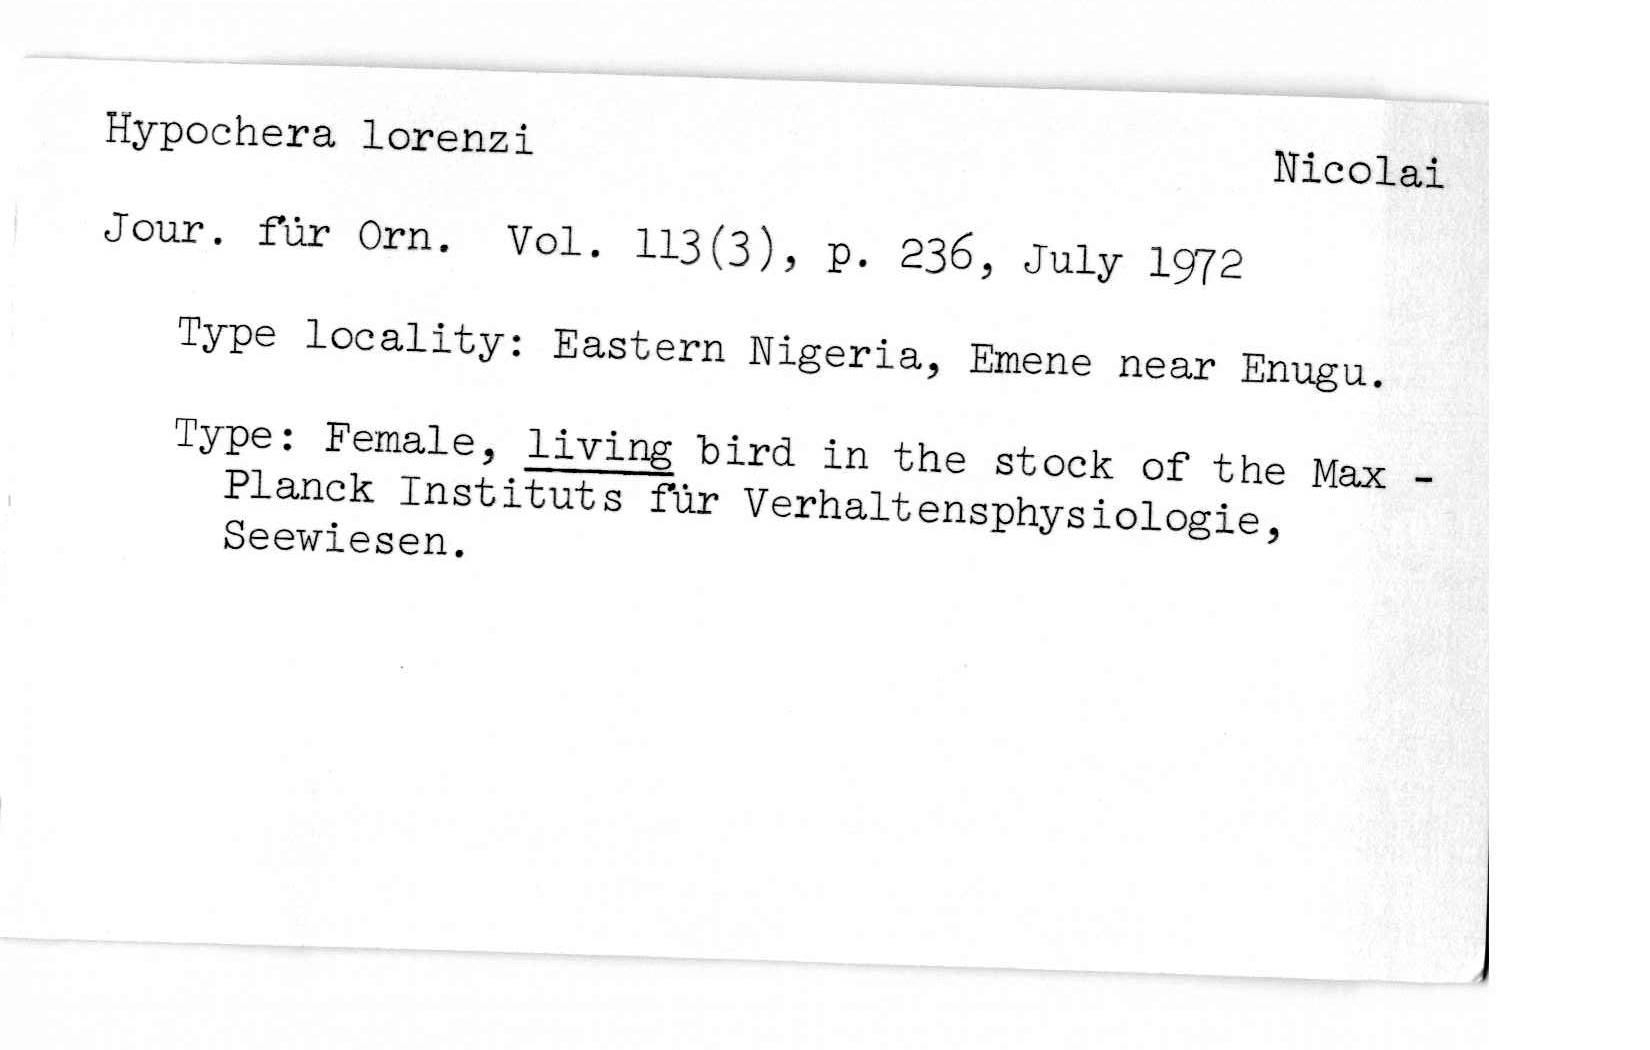 Hypochera lorenzi
Nicolai
Jour. für Orn. Vol. 113(3), p. 236, July 1972
Type locality: Eastern Nigeria, Emene near Enugu.
Type: Female, living bird in the stock of the Max -
Planck Instituts für Verhaltensphysiologie,
Seewiesen.